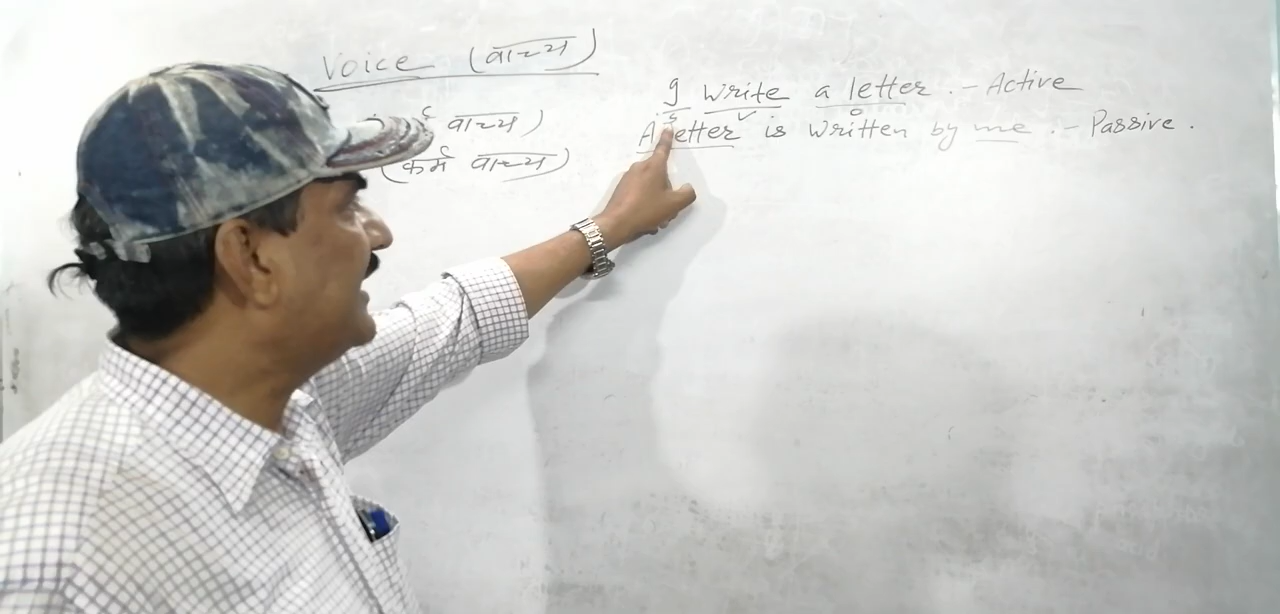 Voice (वाच्य)
वाच्य)
(कर्म वाच्य)
I write a letter. - Active
S V O
A letter is written by me. - Passive.